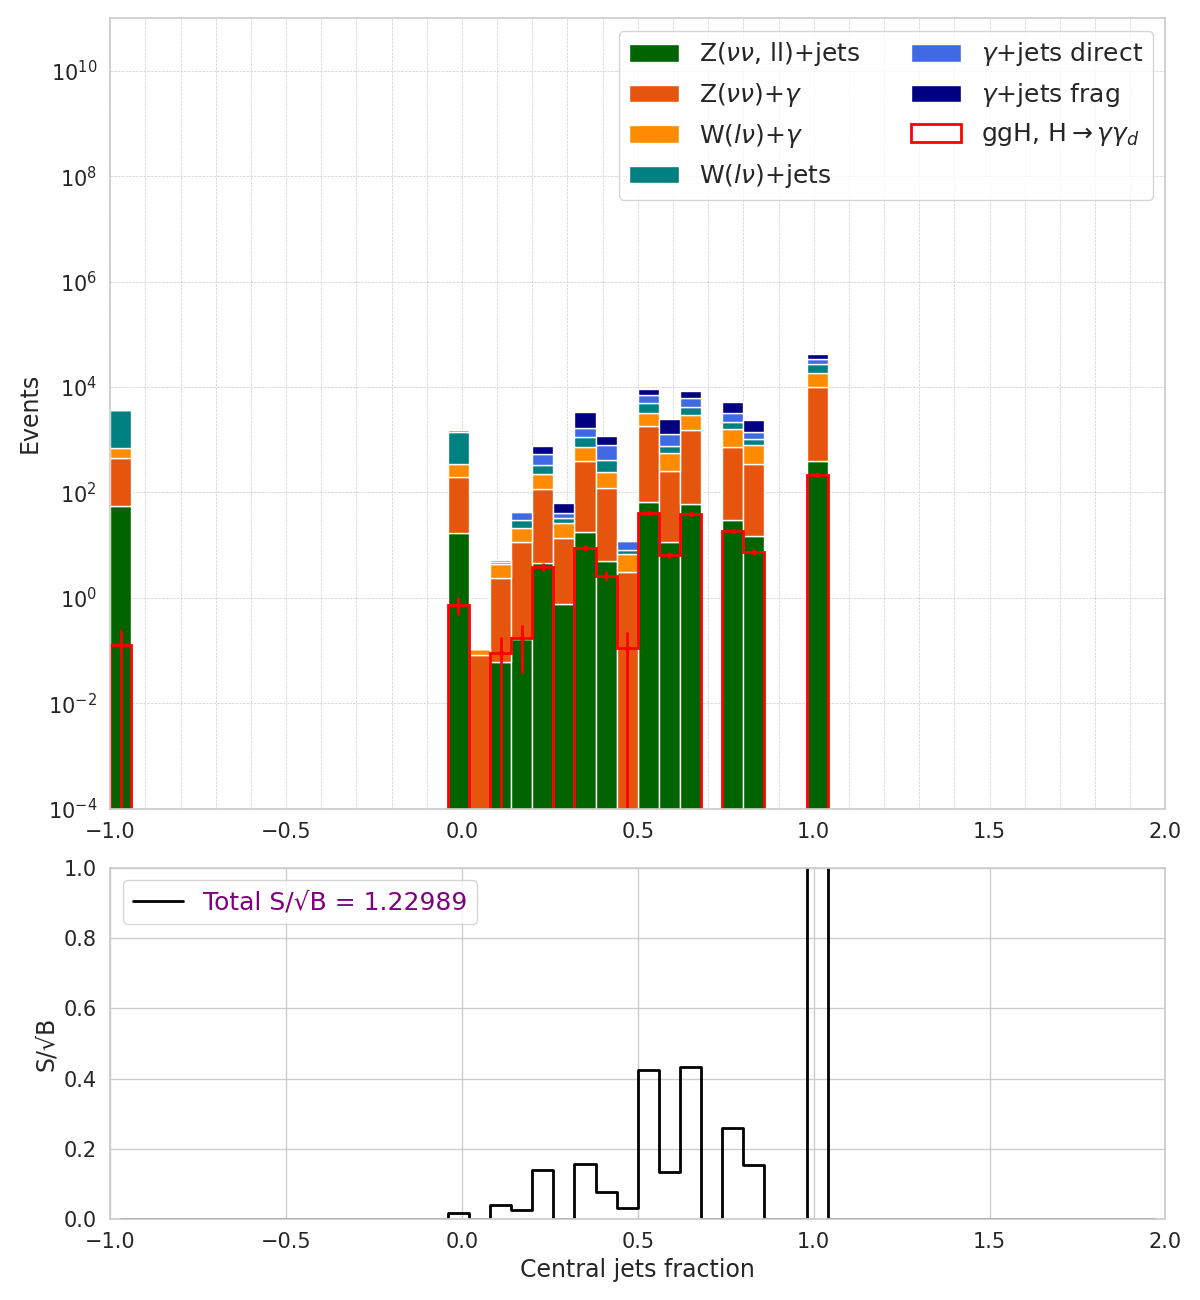 Z(νν, ll)+jets
Z(νν)+γ
W(lν)+γ
W(lν)+jets
γ+jets direct
γ+jets frag
ggH, H→γγ_d
10^10
10^8
10^6
10^4
10^2
10^0
10^−2
10^−4
Events
−1.0 −0.5 0.0 0.5 1.0 1.5 2.0
Total S/√B = 1.22989
1.0
0.8
0.6
0.4
0.2
0.0
S/√B
−1.0 −0.5 0.0 0.5 1.0 1.5 2.0
Central jets fraction